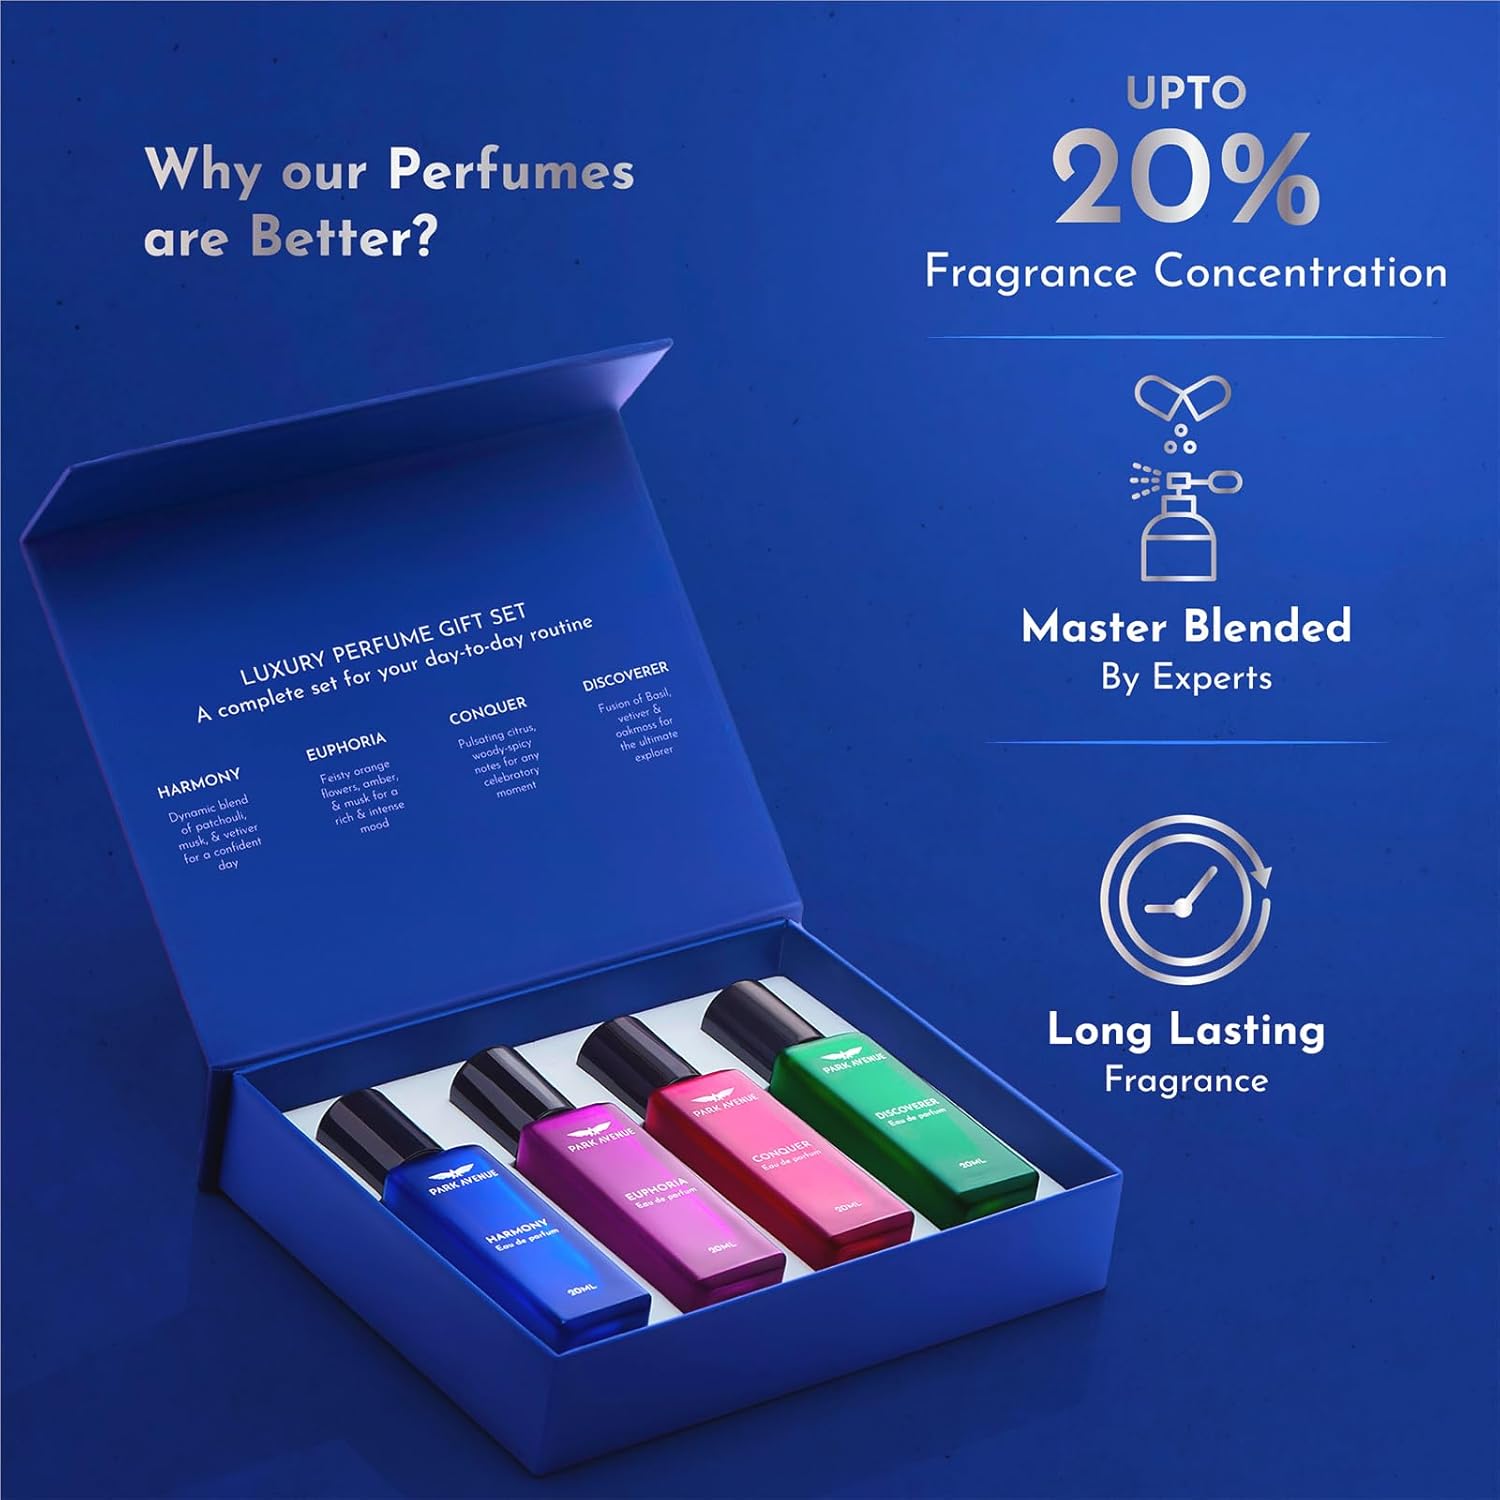 Why our Perfumes
are Better?
UPTO
20%
Fragrance Concentration
Master Blended
By Experts
Long Lasting
Fragrance
LUXURY PERFUME GIFT SET
A complete set for your day-to-day routine
HARMONY
Dynamic blend
of patchouli,
musk, & vetiver
for a confident
day
EUPHORIA
Feisty orange
flowers, amber,
& musk for a
rich & intense
mood
CONQUER
Pulsating citrus,
woody-spicy
notes for any
celebratory
moment
DISCOVERER
Fusion of Basil,
vetiver &
oakmoss for
the ultimate
explorer
PARK AVENUE
HARMONY
Eau de parfum
20ML
PARK AVENUE
EUPHORIA
Eau de parfum
20ML
PARK AVENUE
CONQUER
Eau de parfum
20ML
PARK AVENUE
DISCOVERER
Eau de parfum
20ML